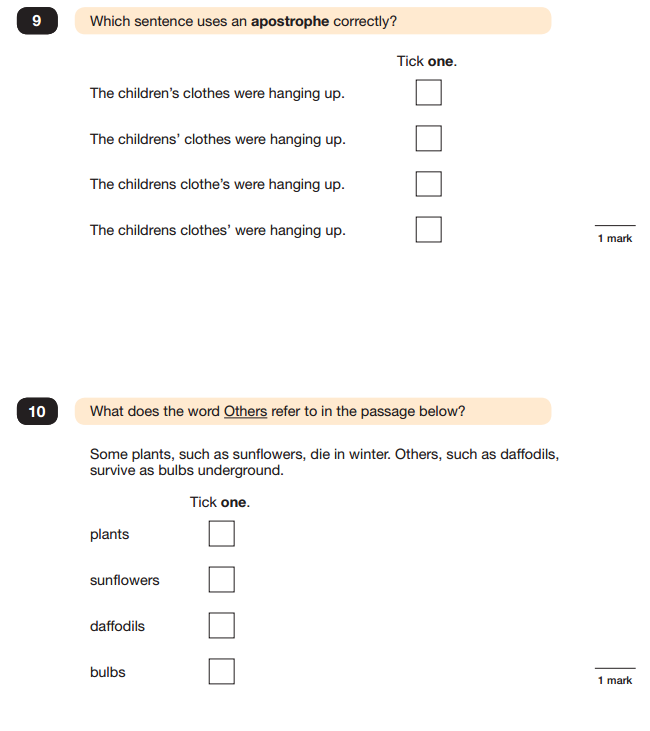 9
Which sentence uses an apostrophe correctly?
Tick one.
The children’s clothes were hanging up.
The childrens’ clothes were hanging up.
The childrens clothe’s were hanging up.
The childrens clothes’ were hanging up.
1 mark
10
What does the word Others refer to in the passage below?
Some plants, such as sunflowers, die in winter. Others, such as daffodils,
survive as bulbs underground.
Tick one.
plants
sunflowers
daffodils
bulbs
1 mark